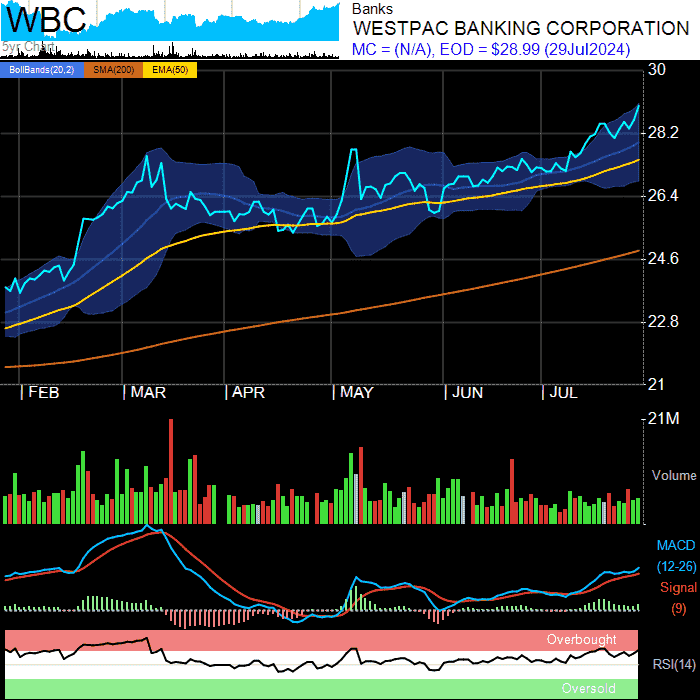 WBC
5yr Chart
Banks
WESTPAC BANKING CORPORATION
MC = (N/A), EOD = $28.99 (29Jul2024)
BollBands(20,2) SMA(200) EMA(50)
30
28.2
26.4
24.6
22.8
21
| FEB | MAR | APR | MAY | JUN | JUL
21M
Volume
MACD
(12-26)
Signal
(9)
Overbought
RSI(14)
Oversold